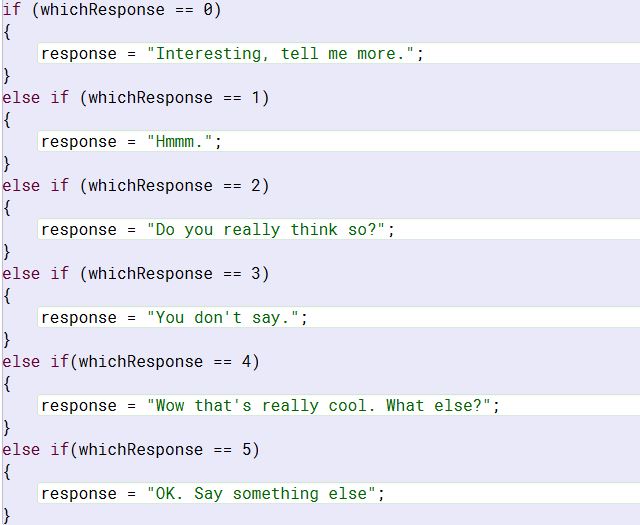 if (whichResponse == 0)
{
    response = "Interesting, tell me more.";
}
else if (whichResponse == 1)
{
    response = "Hmmm.";
}
else if (whichResponse == 2)
{
    response = "Do you really think so?";
}
else if (whichResponse == 3)
{
    response = "You don't say.";
}
else if(whichResponse == 4)
{
    response = "Wow that's really cool. What else?";
}
else if(whichResponse == 5)
{
    response = "OK. Say something else";
}